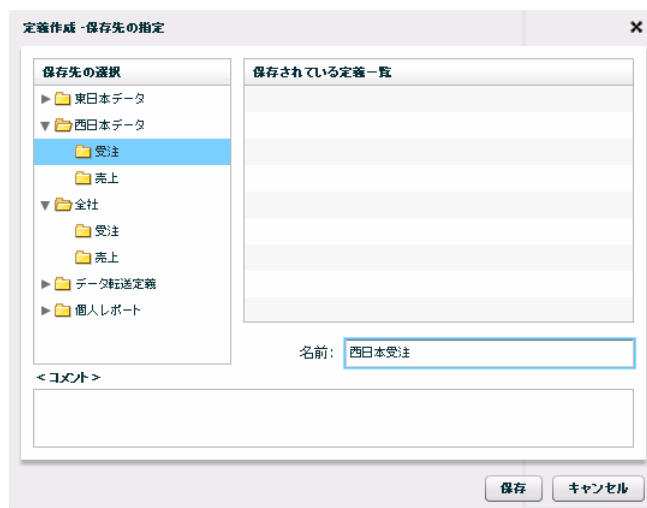 定義作成 -保存先の指定
保存先の選択
保存されている定義一覧
東日本データ
西日本データ
受注
売上
全社
受注
売上
データ転送定義
個人レポート
名前:
西日本受注
<コメント>
保存
キャンセル